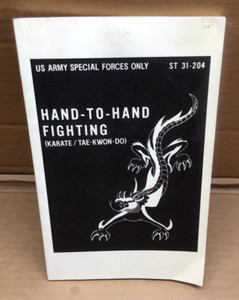 US ARMY SPECIAL FORCES ONLY ST 31-204
HAND-TO-HAND
FIGHTING
(KARATE/TAE-KWON-DO)